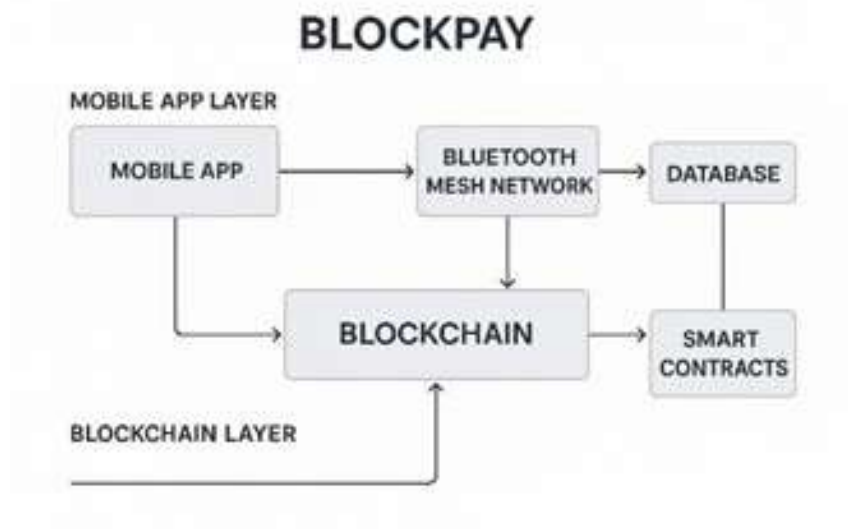 BLOCKPAY
MOBILE APP LAYER
MOBILE APP
BLUETOOTH
MESH NETWORK
DATABASE
BLOCKCHAIN
SMART
CONTRACTS
BLOCKCHAIN LAYER